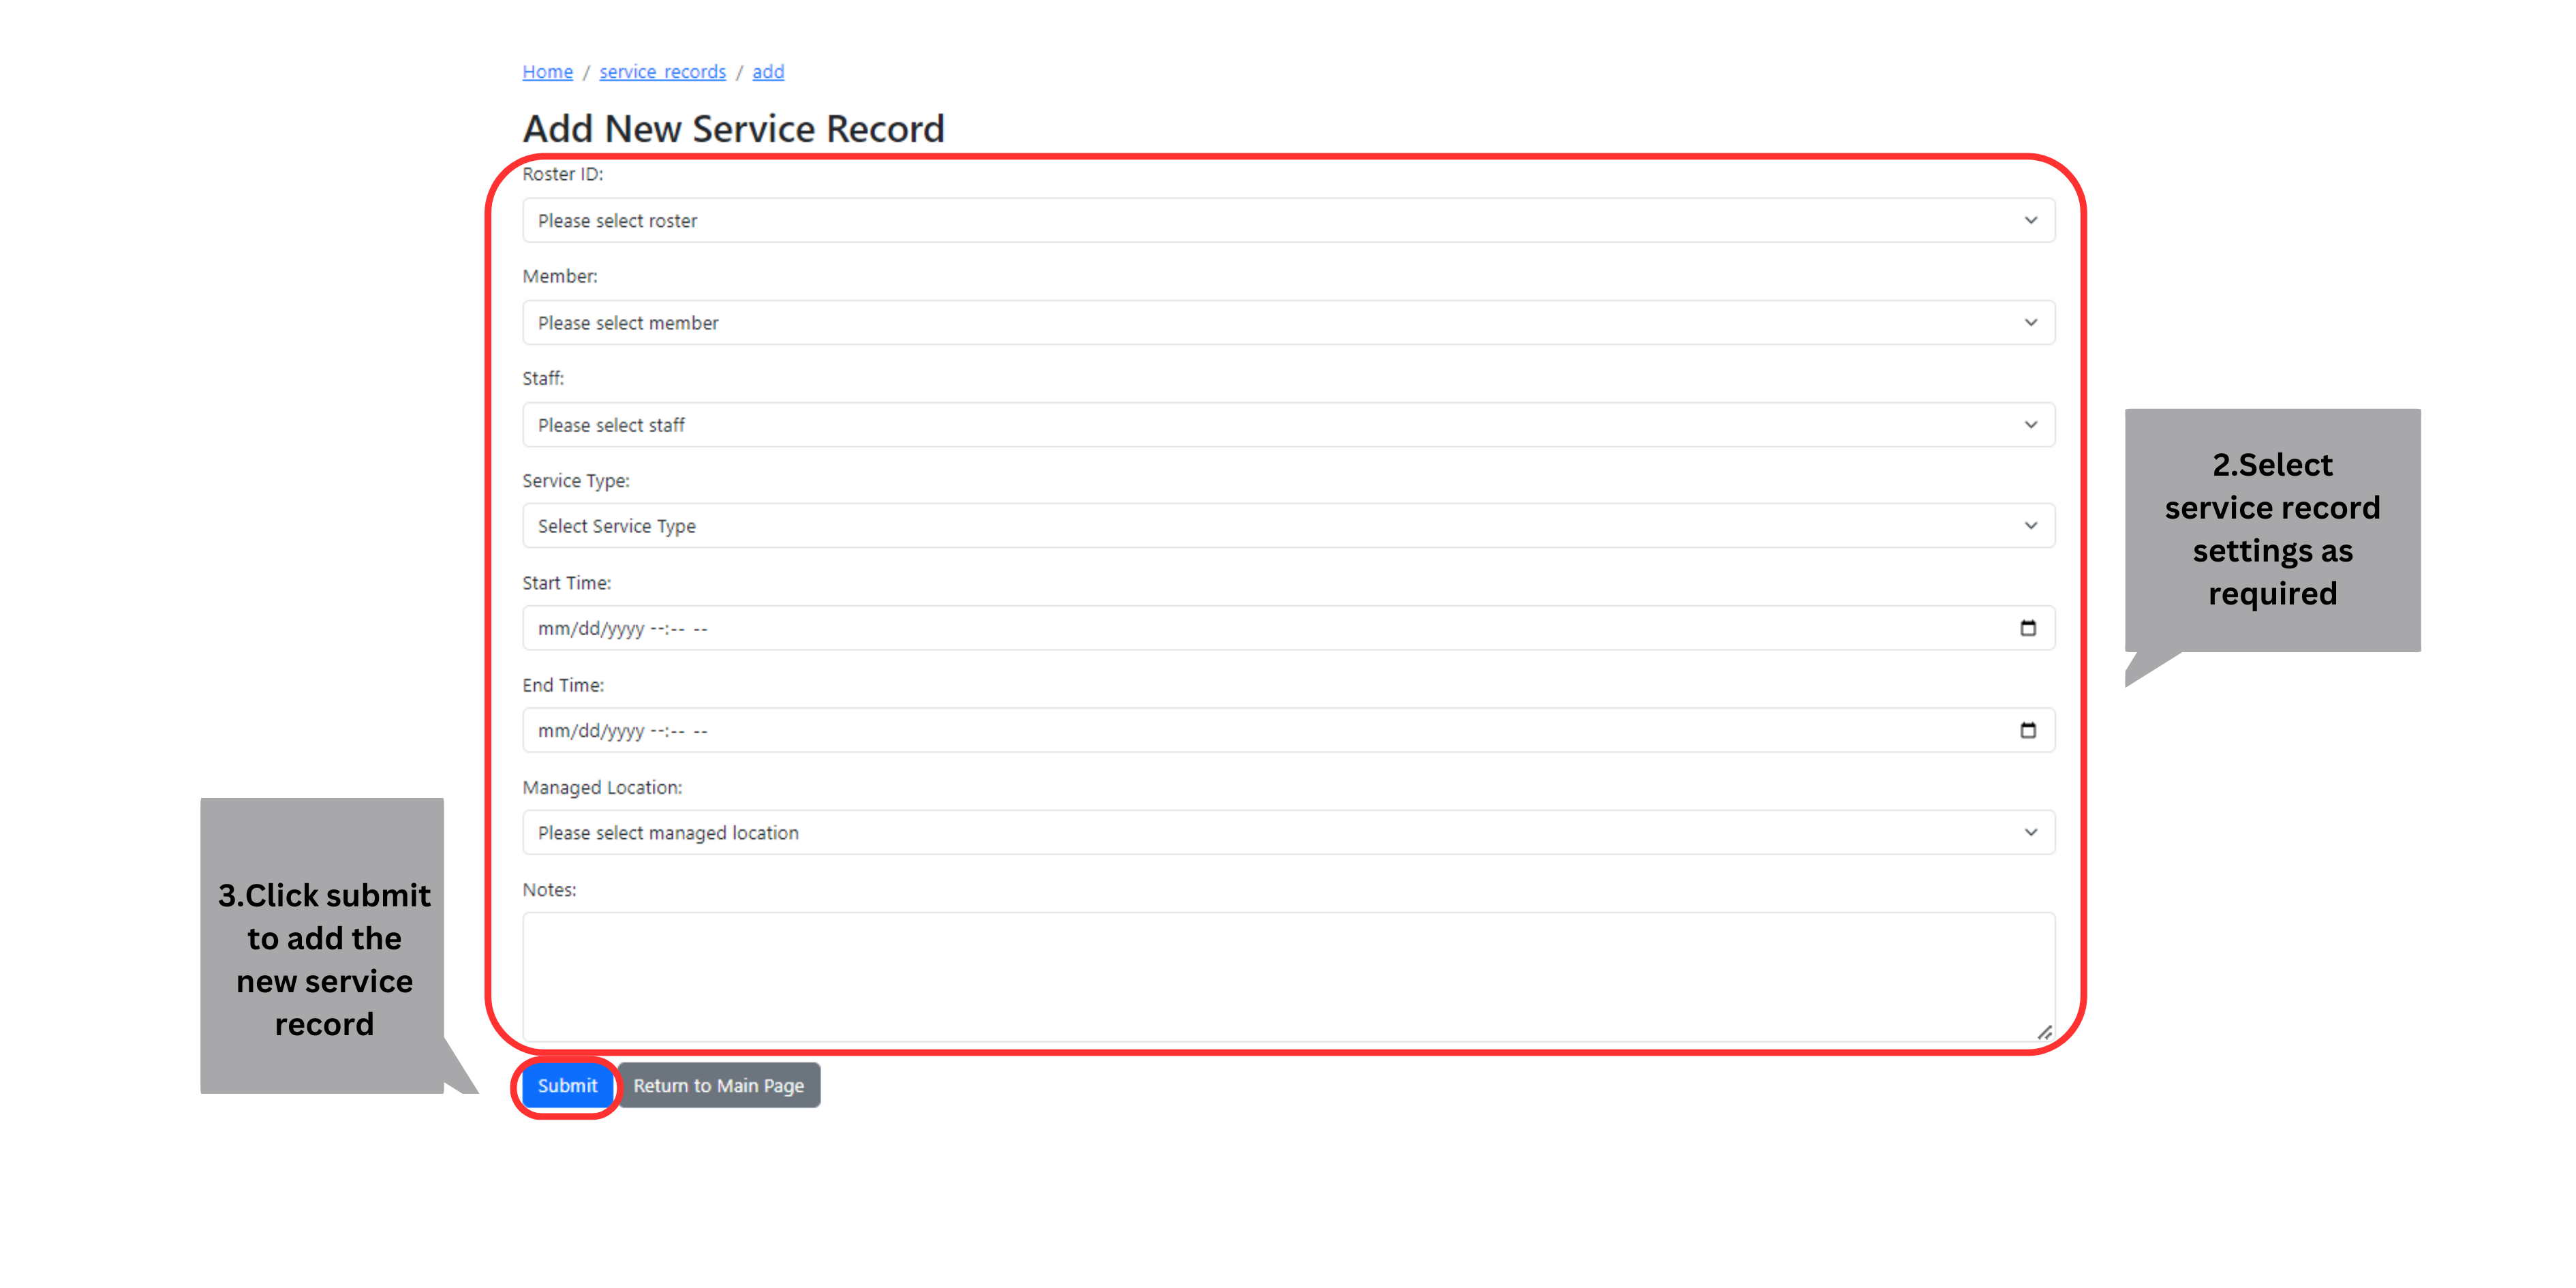 Home / service_records / add
Add New Service Record
Roster ID:
Please select roster
Member:
Please select member
Staff:
Please select staff
Service Type:
Select Service Type
Start Time:
mm/dd/yyyy --:-- --
End Time:
mm/dd/yyyy --:-- --
Managed Location:
Please select managed location
Notes:
Submit
Return to Main Page
2.Select
service record
settings as
required
3.Click submit
to add the
new service
record